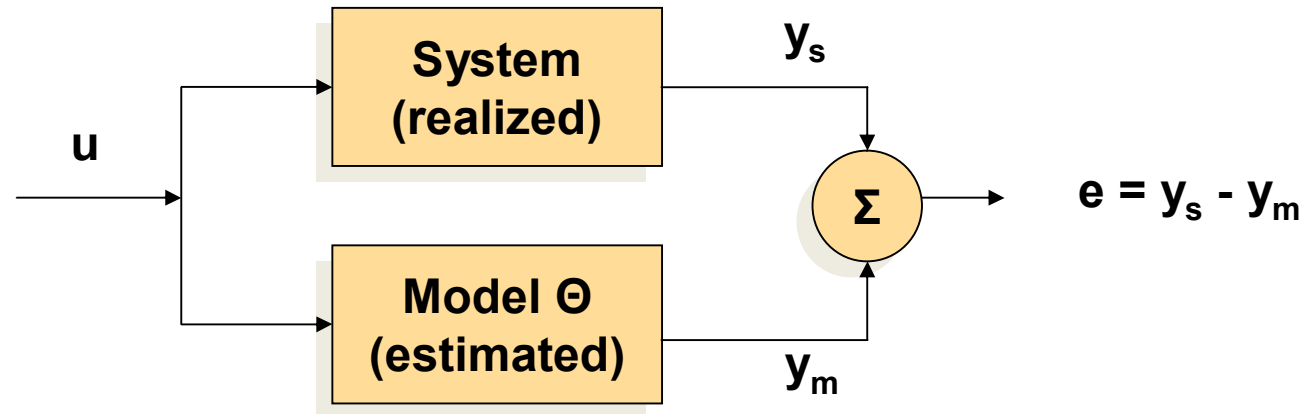 u
System
(realized)
yₛ
Σ
e = yₛ - yₘ
Model Θ
(estimated)
yₘ